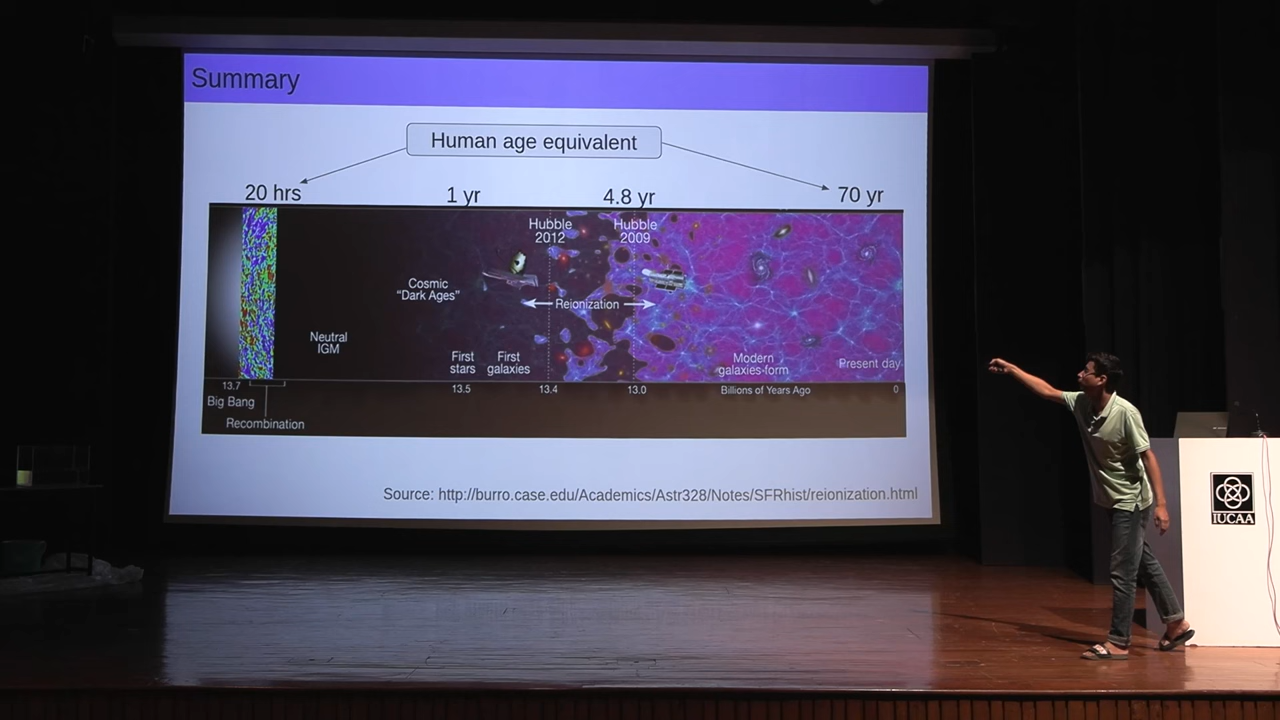 Summary
Human age equivalent
20 hrs
1 yr
4.8 yr
70 yr
Hubble
2012
Hubble
2009
Cosmic
"Dark Ages"
Reionization
Neutral
IGM
First
stars
First
galaxies
Modern
galaxies form
Present day
13.7
13.5
13.4
13.0
Billions of Years Ago
0
Big Bang
Recombination
Source: http://burro.case.edu/Academics/Astr328/Notes/SFRhist/reionization.html
IUCAA